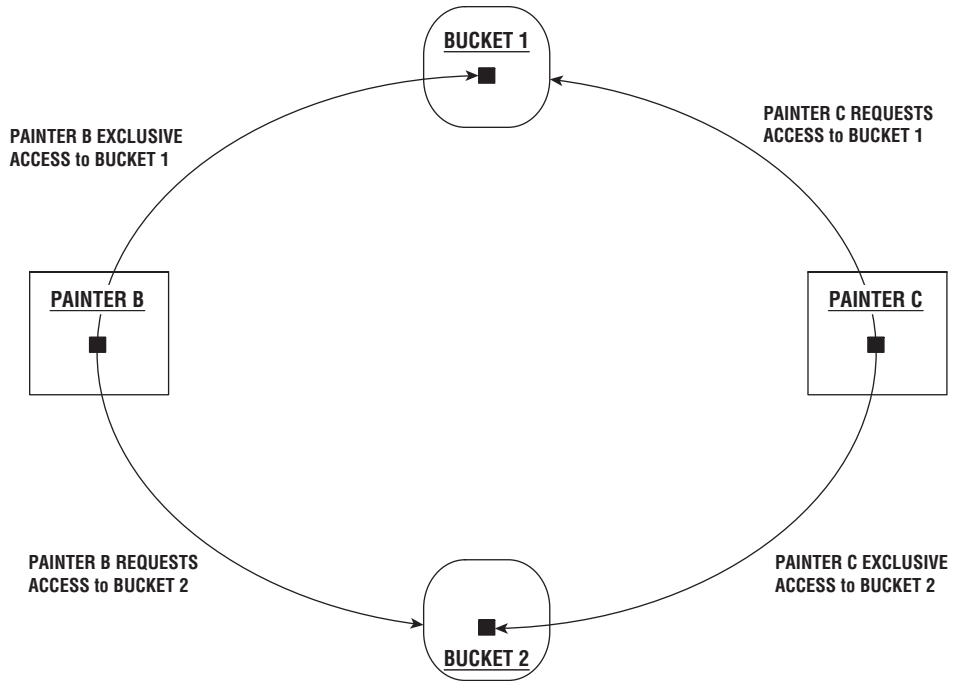 BUCKET 1
PAINTER B EXCLUSIVE
ACCESS to BUCKET 1
PAINTER C REQUESTS
ACCESS to BUCKET 1
PAINTER B
PAINTER C
PAINTER B REQUESTS
ACCESS to BUCKET 2
PAINTER C EXCLUSIVE
ACCESS to BUCKET 2
BUCKET 2